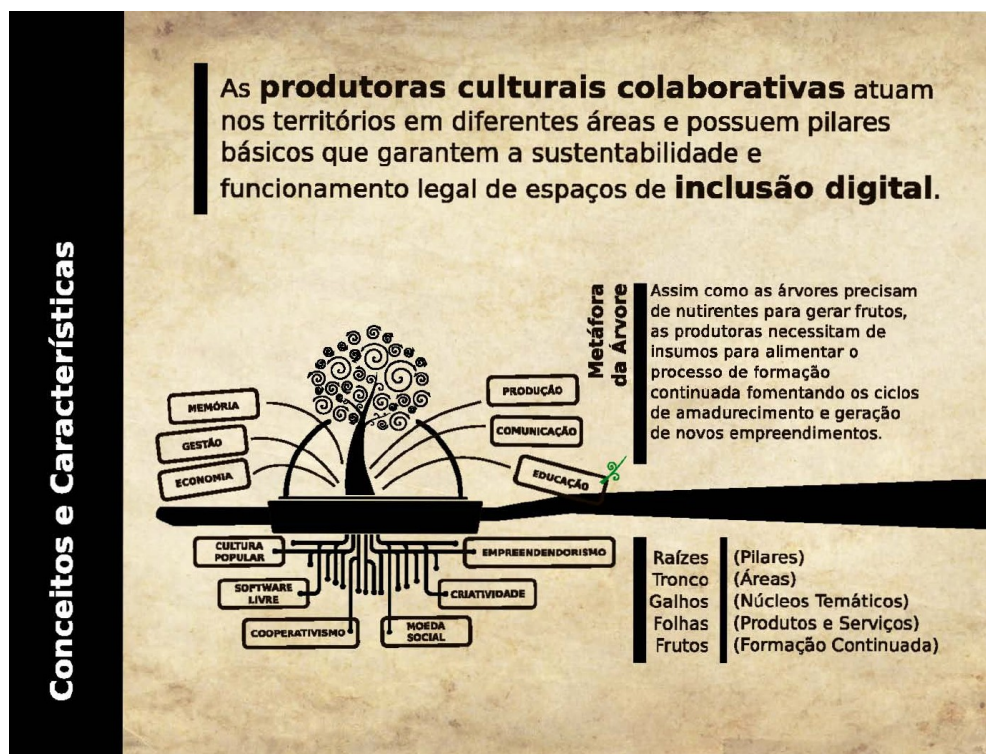 Conceitos e Características
As produtoras culturais colaborativas atuam
nos territórios em diferentes áreas e possuem pilares
básicos que garantem a sustentabilidade e
funcionamento legal de espaços de inclusão digital.
Metáfora
da Árvore
Assim como as árvores precisam
de nutirentes para gerar frutos,
as produtoras necessitam de
insumos para alimentar o
processo de formação
continuada fomentando os ciclos
de amadurecimento e geração
de novos empreendimentos.
MEMÓRIA
GESTÃO
ECONOMIA
PRODUÇÃO
COMUNICAÇÃO
EDUCAÇÃO
CULTURA
POPULAR
SOFTWARE
LIVRE
COOPERATIVISMO
MOEDA
SOCIAL
CRIATIVIDADE
EMPREENDENDORISMO
Raízes (Pilares)
Tronco (Áreas)
Galhos (Núcleos Temáticos)
Folhas (Produtos e Serviços)
Frutos (Formação Continuada)